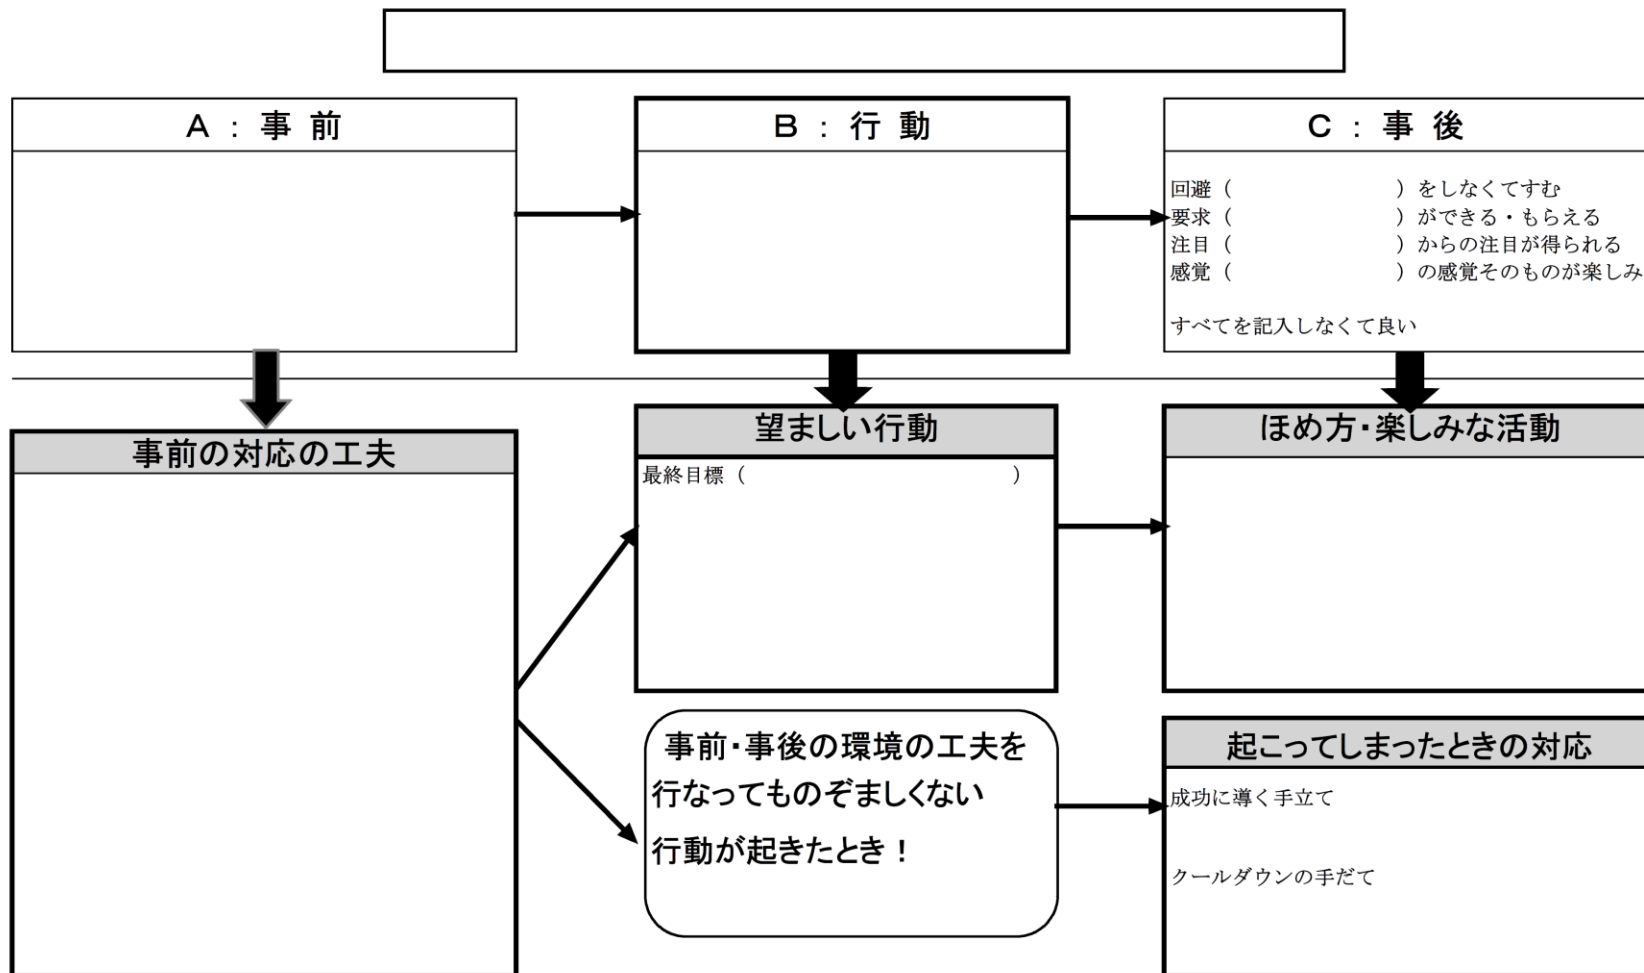 A : 事 前
B : 行 動
C : 事 後
回避（　　　　　　　　）をしなくてすむ
要求（　　　　　　　　）ができる・もらえる
注目（　　　　　　　　）からの注目が得られる
感覚（　　　　　　　　）の感覚そのものが楽しみ
すべてを記入しなくて良い
事前の対応の工夫
望ましい行動
最終目標（　　　　　　　　　　　　　）
ほめ方・楽しみな活動
事前・事後の環境の工夫を
行なってものぞましくない
行動が起きたとき！
起こってしまったときの対応
成功に導く手立て
クールダウンの手だて